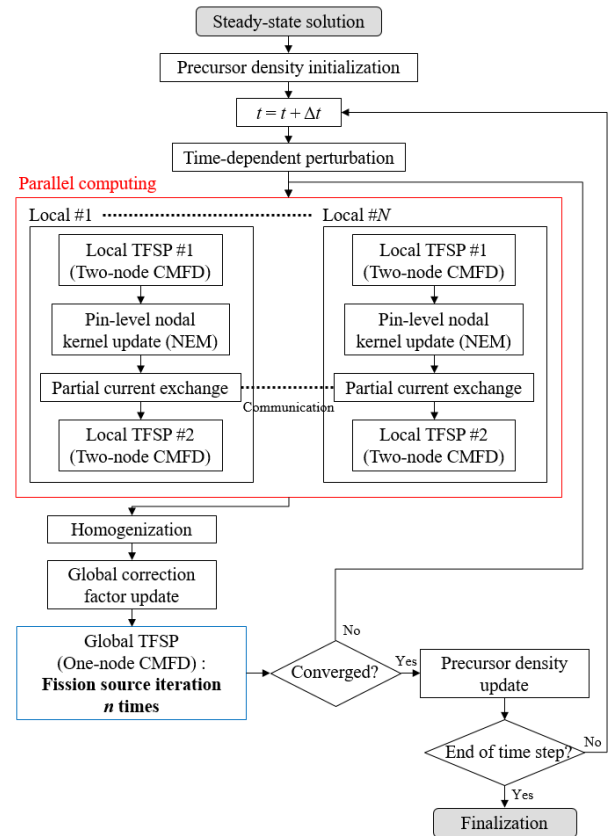 Steady-state solution
Precursor density initialization
t = t + Δt
Time-dependent perturbation
Parallel computing
Local #1
Local #N
Local TFSP #1
(Two-node CMFD)
Local TFSP #1
(Two-node CMFD)
Pin-level nodal
kernel update (NEM)
Pin-level nodal
kernel update (NEM)
Partial current exchange
Partial current exchange
Communication
Local TFSP #2
(Two-node CMFD)
Local TFSP #2
(Two-node CMFD)
Homogenization
Global correction
factor update
Global TFSP
(One-node CMFD) :
Fission source iteration
n times
No
Converged?
Yes
Precursor density
update
End of time step?
No
Yes
Finalization